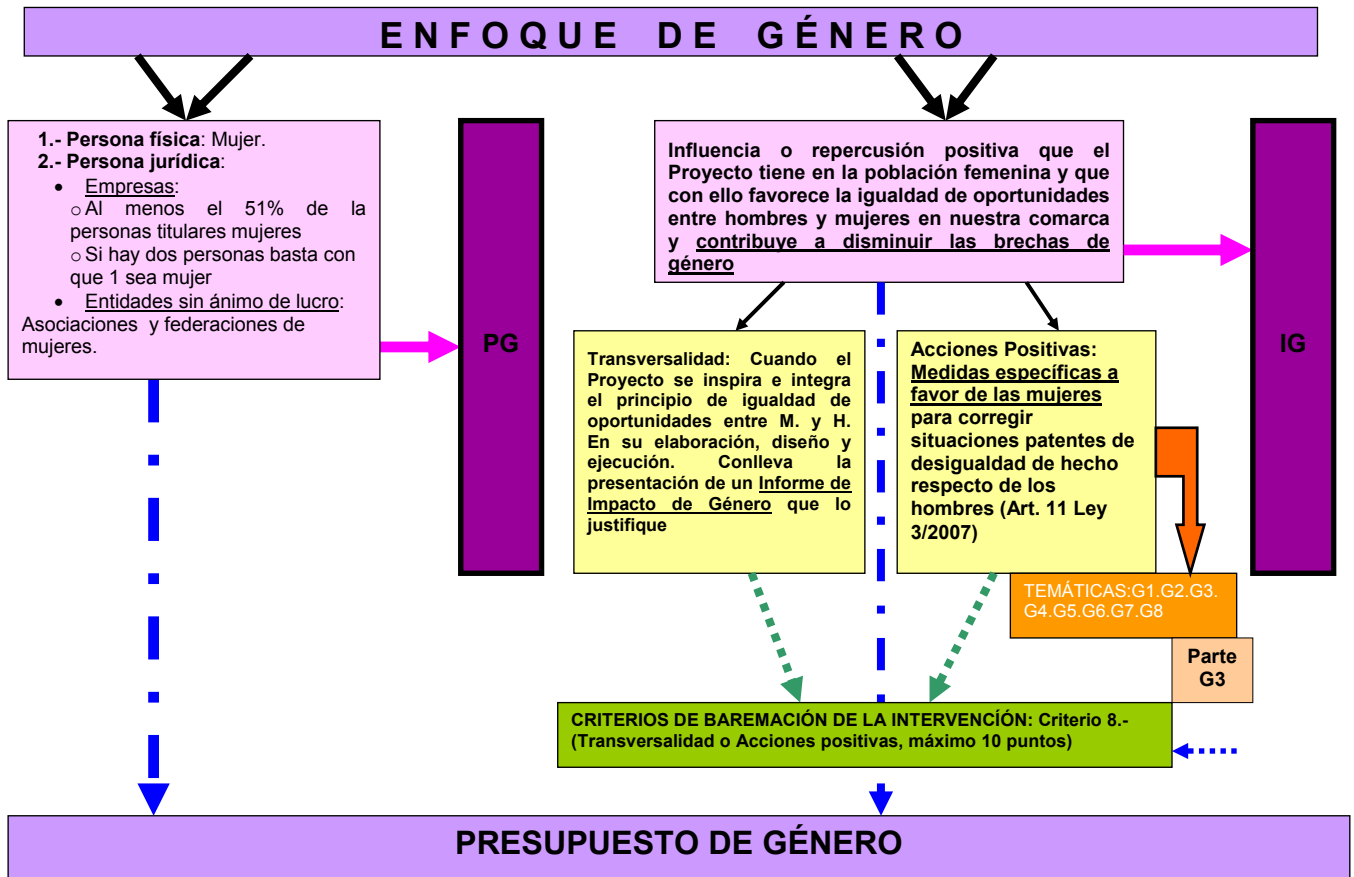 ENFOQUE DE GÉNERO
1.- Persona física: Mujer.
2.- Persona jurídica:
• Empresas:
o Al menos el 51% de la
personas titulares mujeres
o Si hay dos personas basta con
que 1 sea mujer
• Entidades sin ánimo de lucro:
Asociaciones y federaciones de
mujeres.
PG
Influencia o repercusión positiva que el
Proyecto tiene en la población femenina y que
con ello favorece la igualdad de oportunidades
entre hombres y mujeres en nuestra comarca
y contribuye a disminuir las brechas de
género
IG
Transversalidad: Cuando el
Proyecto se inspira e integra
el principio de igualdad de
oportunidades entre M. y H.
En su elaboración, diseño y
ejecución. Conlleva la
presentación de un Informe de
Impacto de Género que lo
justifique
Acciones Positivas:
Medidas específicas a
favor de las mujeres
para corregir
situaciones patentes de
desigualdad de hecho
respecto de los
hombres (Art. 11 Ley
3/2007)
TEMÁTICAS:G1.G2.G3.
G4.G5.G6.G7.G8
Parte
G3
CRITERIOS DE BAREMACIÓN DE LA INTERVENCÍÓN: Criterio 8.-
(Transversalidad o Acciones positivas, máximo 10 puntos)
PRESUPUESTO DE GÉNERO